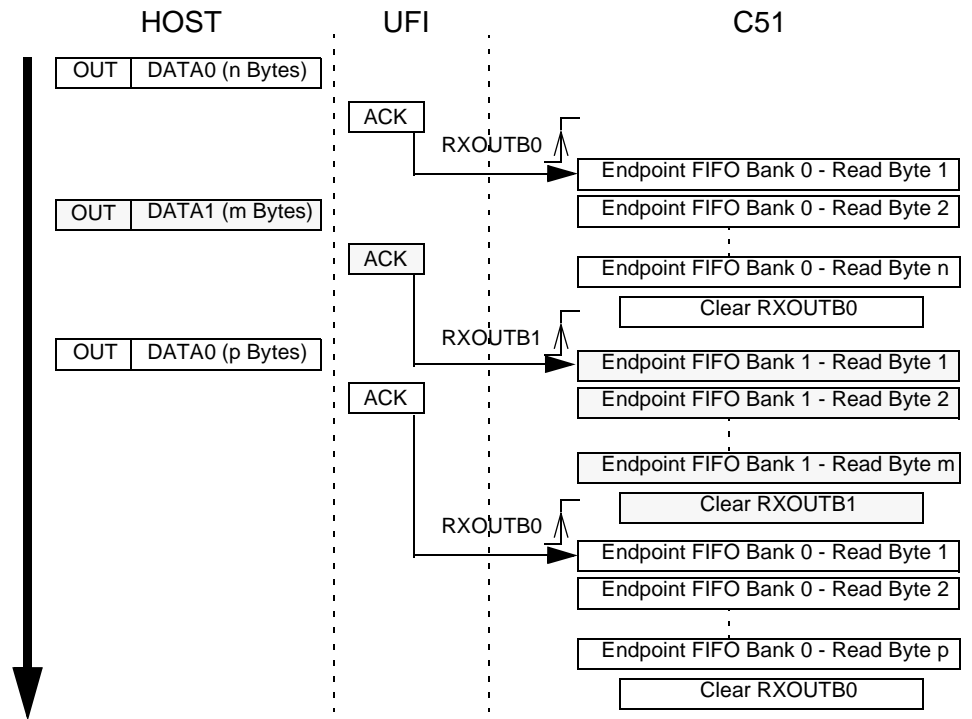 HOST UFI C51
OUT DATA0 (n Bytes)
ACK
RXOUTB0
Endpoint FIFO Bank 0 - Read Byte 1
OUT DATA1 (m Bytes)
Endpoint FIFO Bank 0 - Read Byte 2
ACK
Endpoint FIFO Bank 0 - Read Byte n
Clear RXOUTB0
RXOUTB1
OUT DATA0 (p Bytes)
Endpoint FIFO Bank 1 - Read Byte 1
ACK
Endpoint FIFO Bank 1 - Read Byte 2
Endpoint FIFO Bank 1 - Read Byte m
Clear RXOUTB1
RXOUTB0
Endpoint FIFO Bank 0 - Read Byte 1
Endpoint FIFO Bank 0 - Read Byte 2
Endpoint FIFO Bank 0 - Read Byte p
Clear RXOUTB0